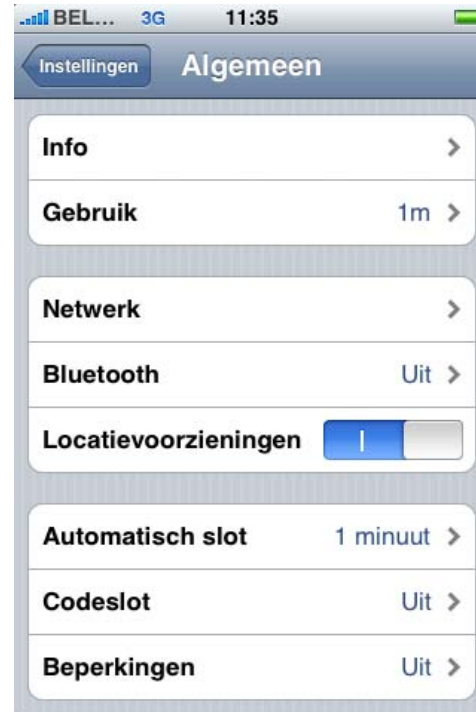 BEL... 3G 11:35
Instellingen Algemeen
Info
Gebruik 1m
Netwerk
Bluetooth Uit
Locatievoorzieningen
Automatisch slot 1 minuut
Codeslot Uit
Beperkingen Uit